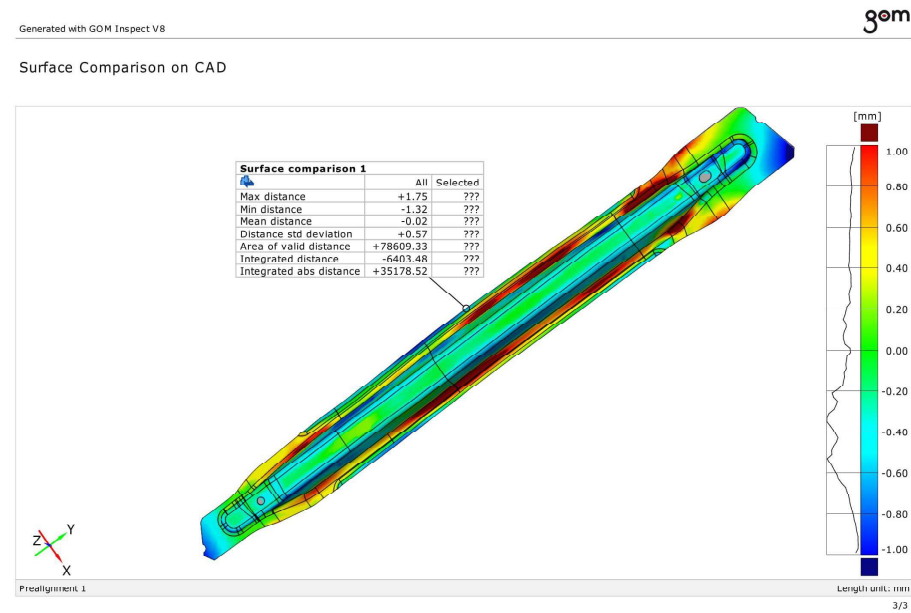 gom
Generated with GOM Inspect V8
Surface Comparison on CAD
[mm]
Surface comparison 1
All Selected
Max distance +1.75 ???
Min distance -1.32 ???
Mean distance -0.02 ???
Distance std deviation +0.57 ???
Area of valid distance +78609.33 ???
Integrated distance -6403.48 ???
Integrated abs distance +35178.52 ???
1.00
0.80
0.60
0.40
0.20
0.00
-0.20
-0.40
-0.60
-0.80
-1.00
Z Y
X
Prealignment 1 Length unit: mm
3/3